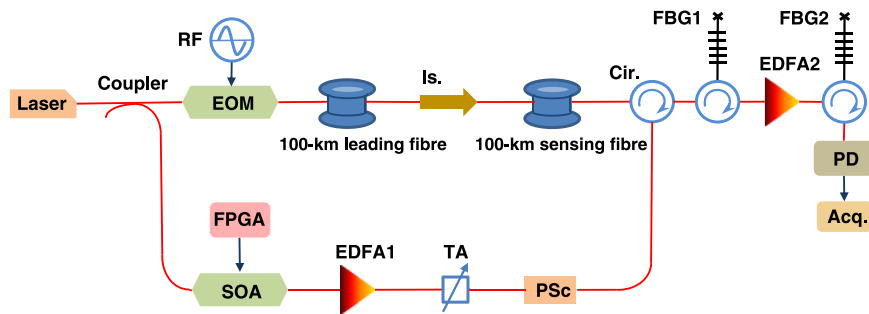 FBG1
FBG2
RF
EDFA2
Coupler
Is.
Cir.
Laser
EOM
100-km leading fibre
100-km sensing fibre
PD
FPGA
EDFA1
TA
Acq.
SOA
PSc